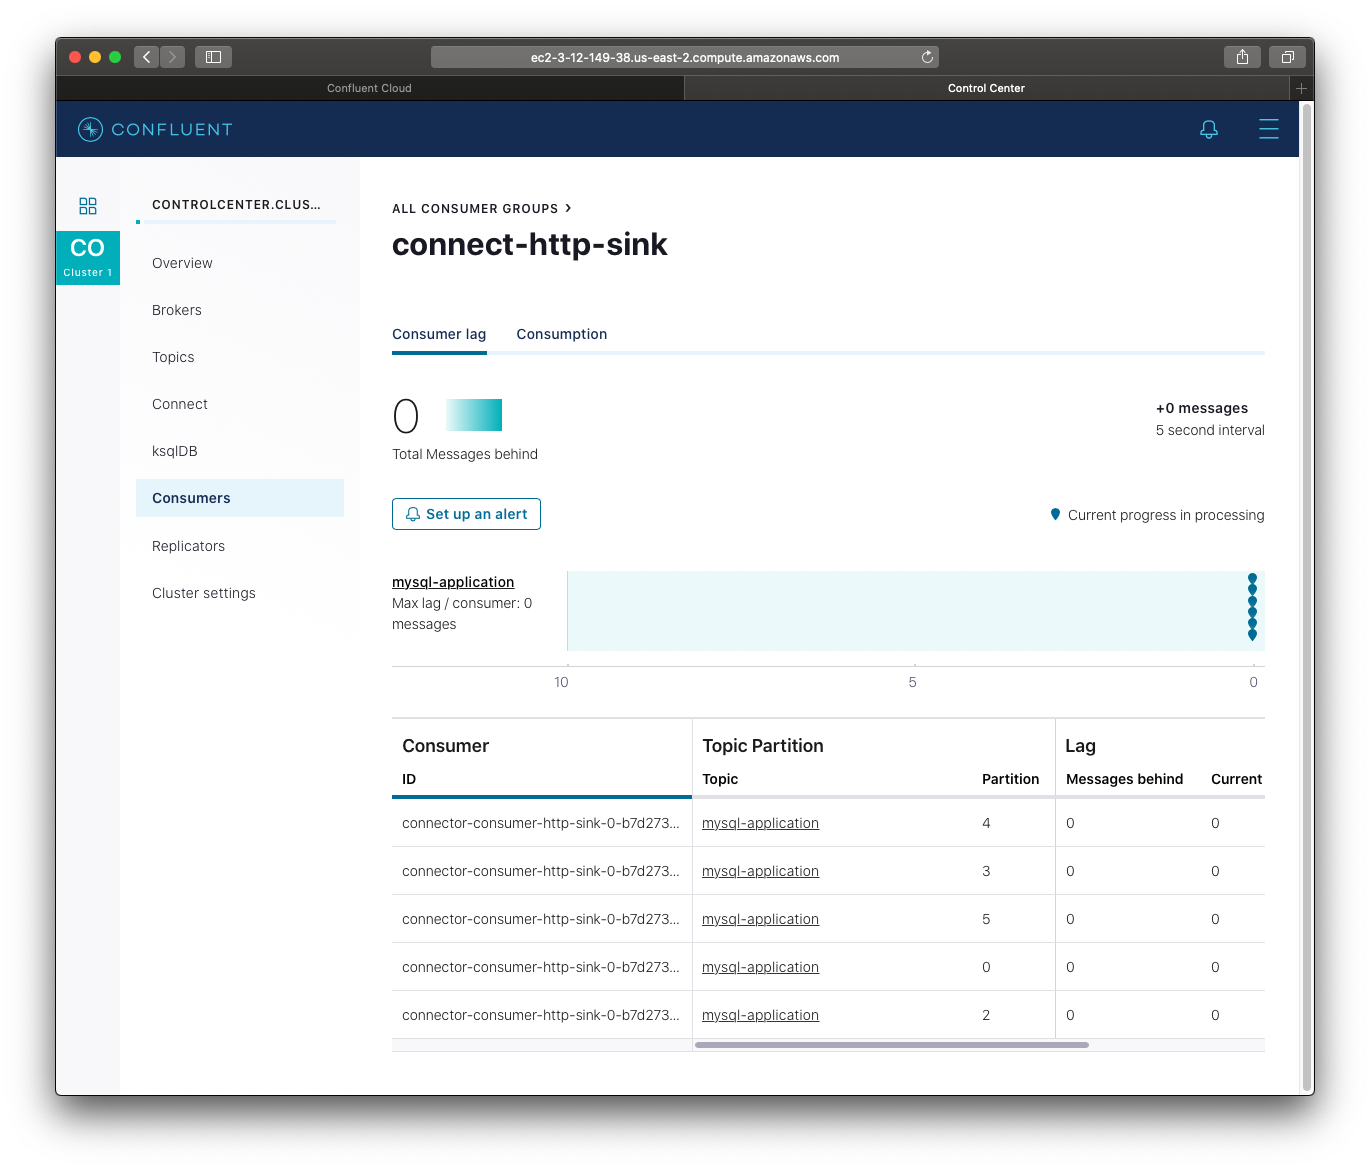 ec2-3-12-149-38.us-east-2.compute.amazonaws.com
Confluent Cloud
Control Center
CONFLUENT
CO
Cluster 1
CONTROLCENTER.CLUS...
Overview
Brokers
Topics
Connect
ksqlDB
Consumers
Replicators
Cluster settings
ALL CONSUMER GROUPS >
connect-http-sink
Consumer lag
Consumption
0
Total Messages behind
+0 messages
5 second interval
Set up an alert
Current progress in processing
mysql-application
Max lag / consumer: 0
messages
10 5 0
Consumer Topic Partition Lag
ID Topic Partition Messages behind Current
connector-consumer-http-sink-0-b7d273... mysql-application 4 0 0
connector-consumer-http-sink-0-b7d273... mysql-application 3 0 0
connector-consumer-http-sink-0-b7d273... mysql-application 5 0 0
connector-consumer-http-sink-0-b7d273... mysql-application 0 0 0
connector-consumer-http-sink-0-b7d273... mysql-application 2 0 0